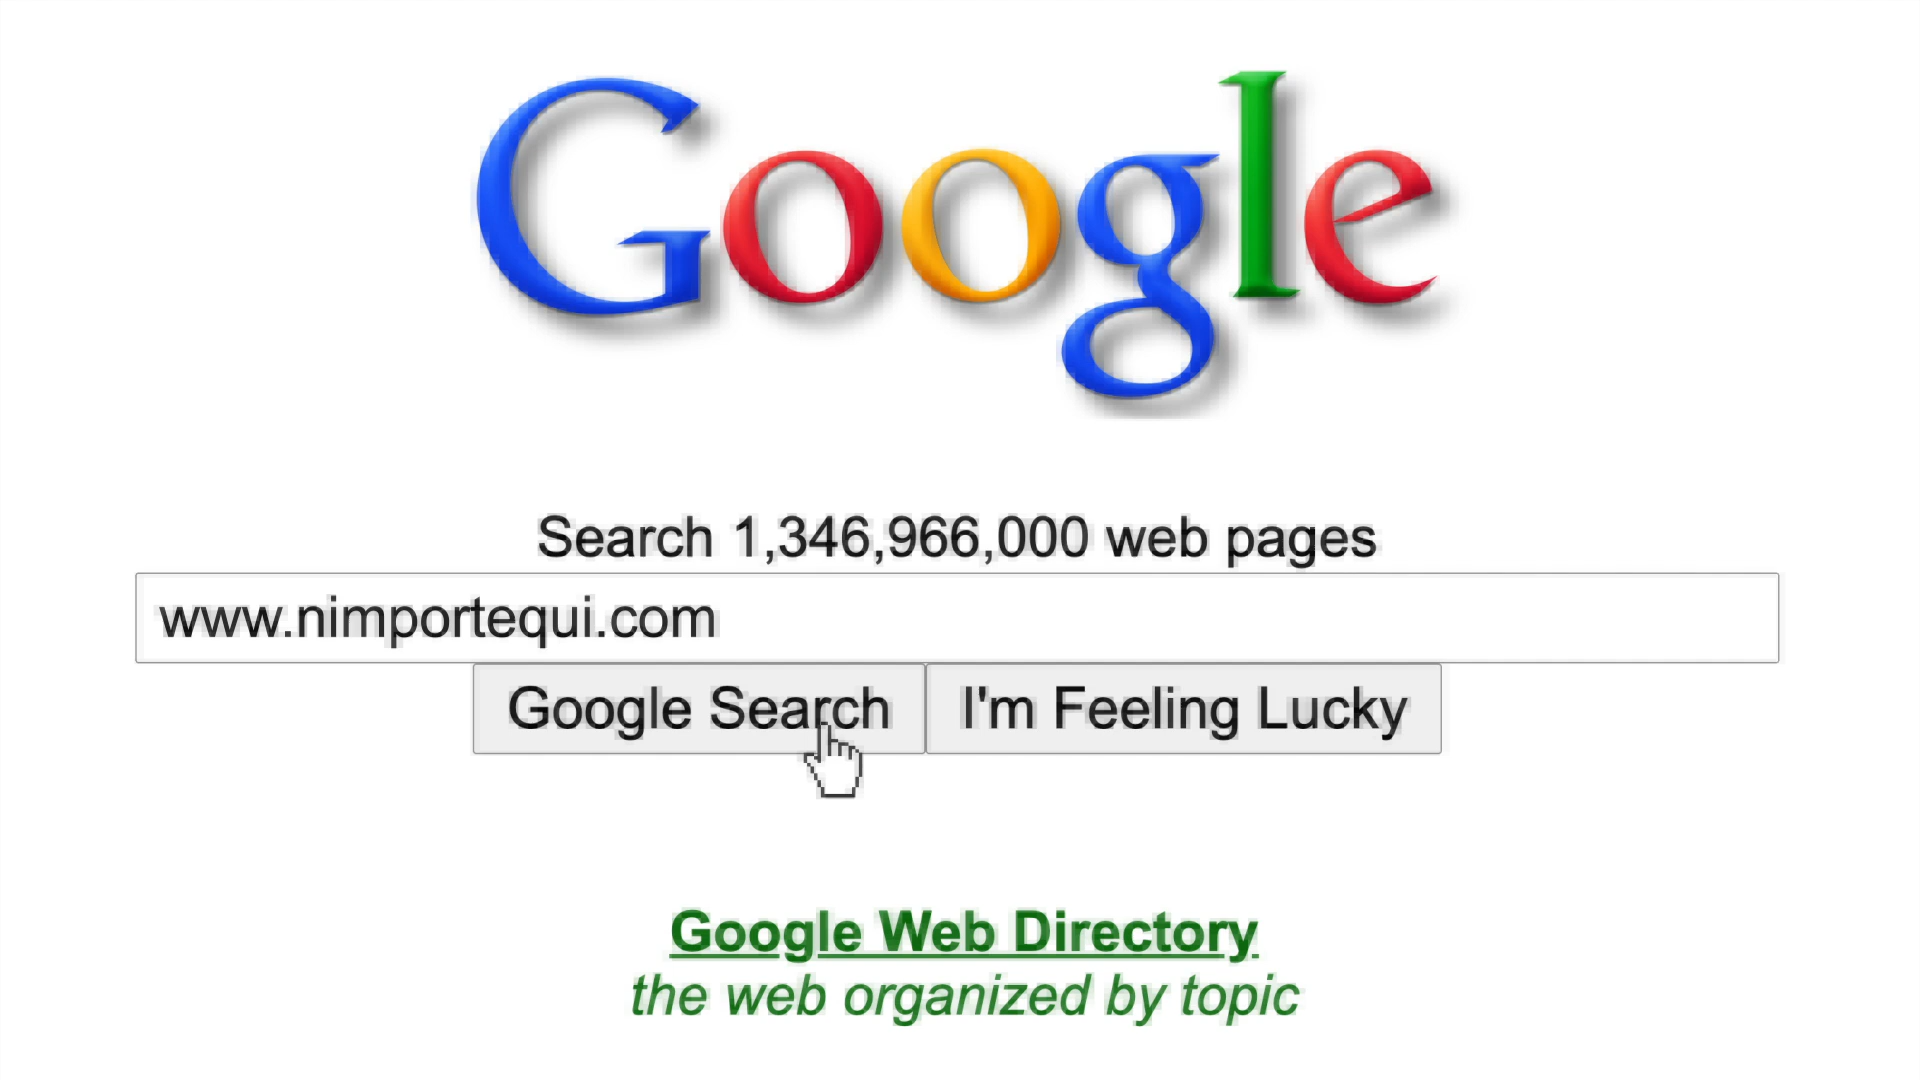 Google
Search 1,346,966,000 web pages
www.nimportequi.com
Google Search
I'm Feeling Lucky
Google Web Directory
the web organized by topic